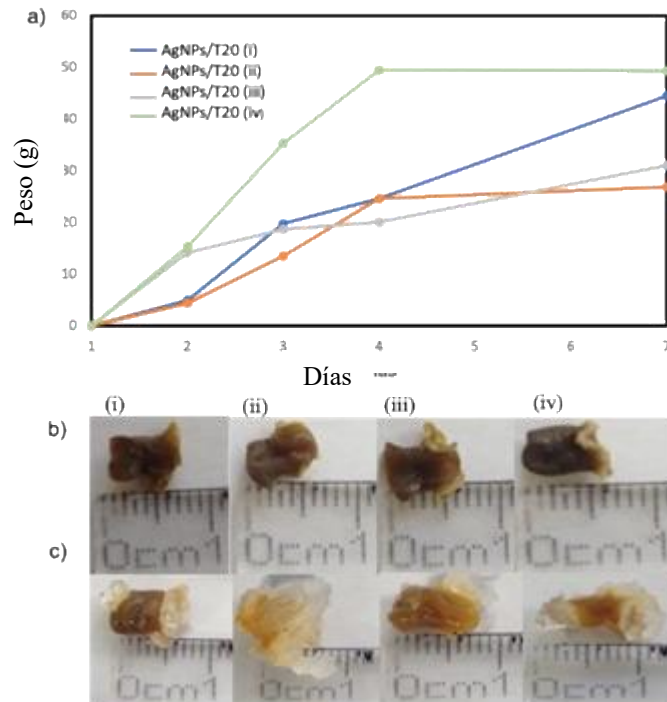 a)
60
50
40
30
20
10
0
Peso (g)
AgNPs/T20 (i)
AgNPs/T20 (ii)
AgNPs/T20 (iii)
AgNPs/T20 (iv)
1 2 3 4 5 6 7
Días
(i) (ii) (iii) (iv)
b)
0cm1 0cm1 0cm1 0cm1
c)
0cm1 0cm1 0cm1 0cm1